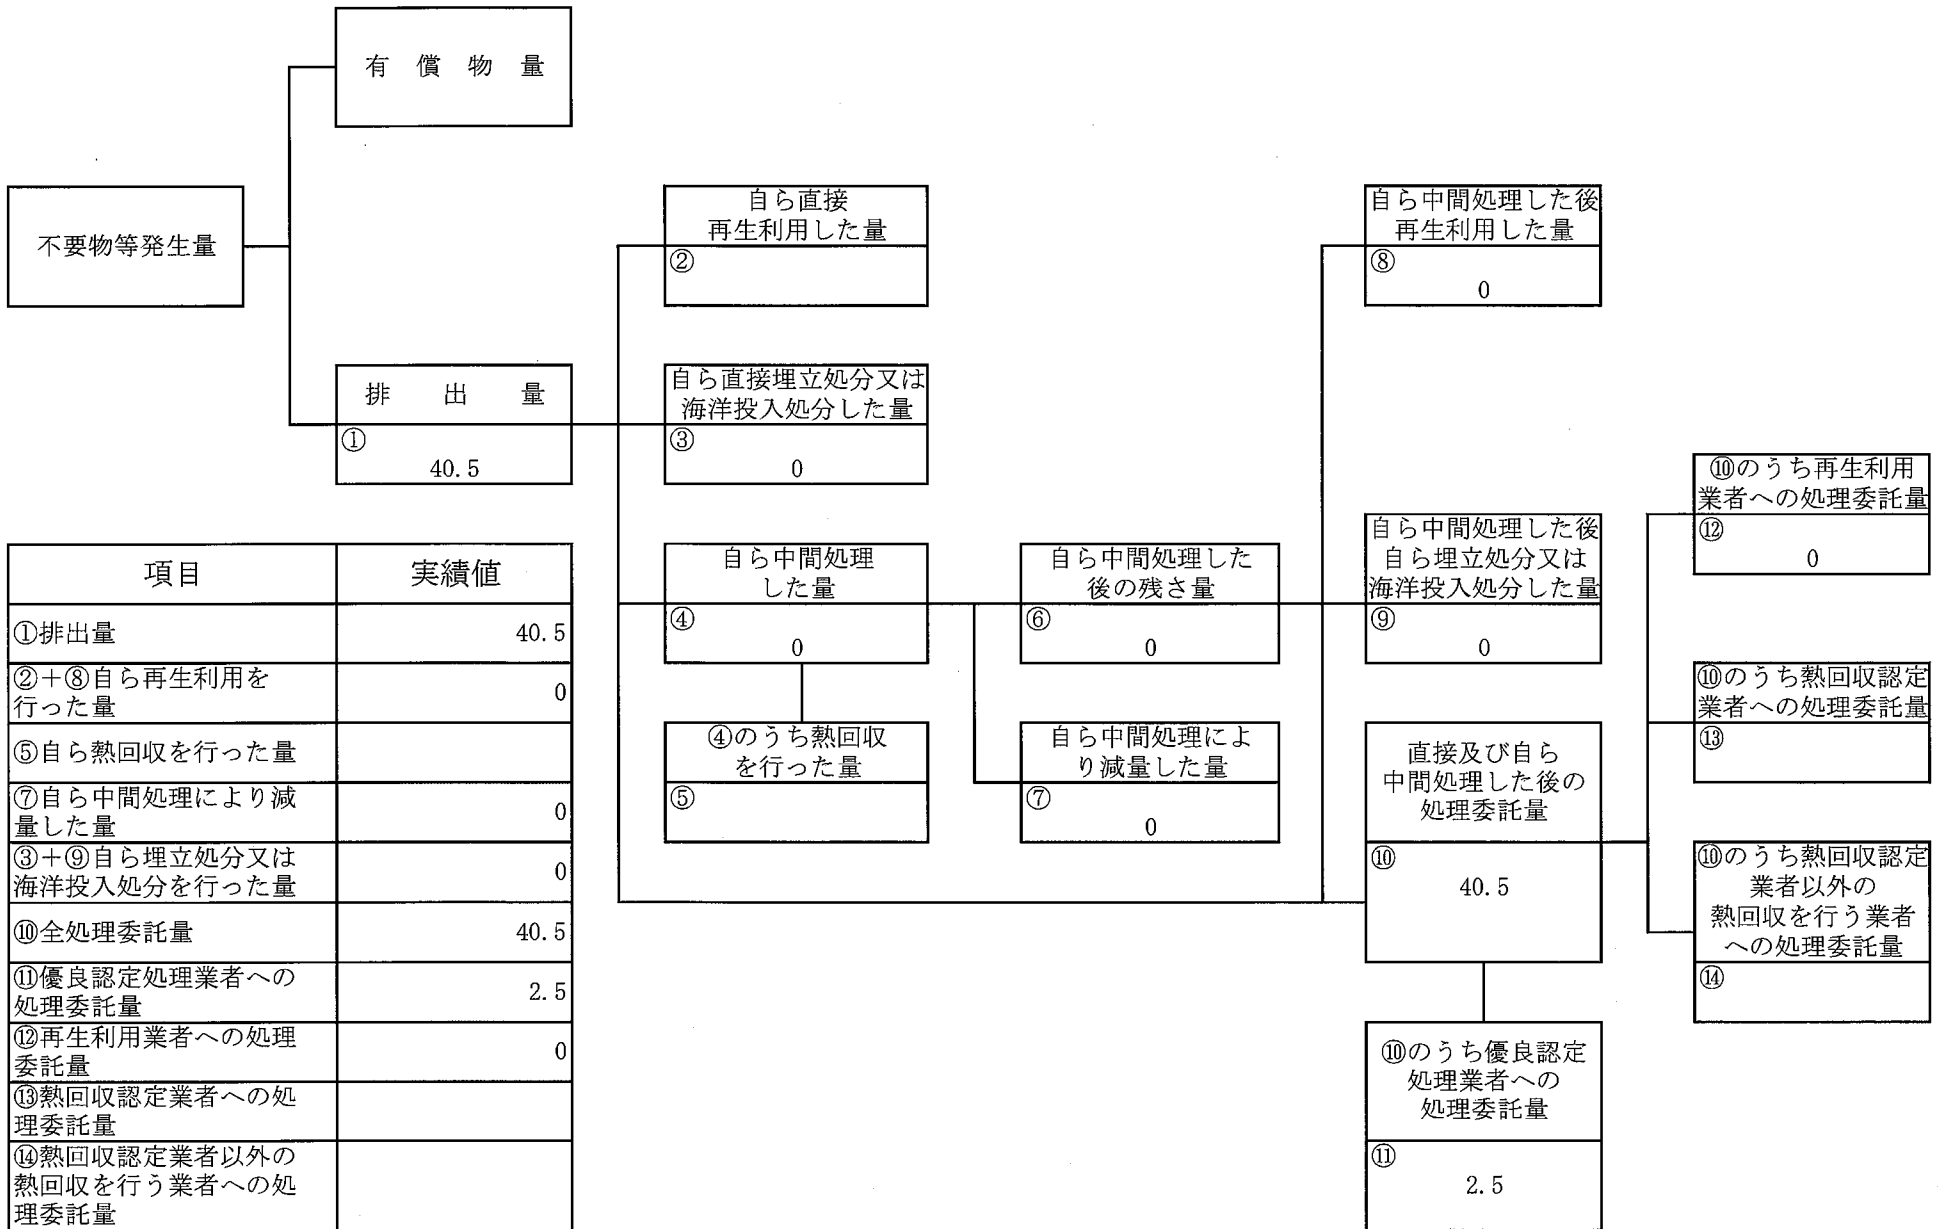 有償物量
不要物等発生量
排出量
①
40.5
自ら直接
再生利用した量
②
自ら直接埋立処分又は
海洋投入処分した量
③
0
自ら中間処理
した量
④
0
④のうち熱回収
を行った量
⑤
自ら中間処理した
後の残さ量
⑥
0
自ら中間処理によ
り減量した量
⑦
0
自ら中間処理した後
再生利用した量
⑧
0
自ら中間処理した後
自ら埋立処分又は
海洋投入処分した量
⑨
0
直接及び自ら
中間処理した後の
処理委託量
⑩
40.5
⑩のうち優良認定
処理業者への
処理委託量
⑪
2.5
⑩のうち再生利用
業者への処理委託量
⑫
0
⑩のうち熱回収認定
業者への処理委託量
⑬
⑩のうち熱回収認定
業者以外の
熱回収を行う業者
への処理委託量
⑭
項目 実績値
①排出量 40.5
②+⑧自ら再生利用を
行った量 0
⑤自ら熱回収を行った量
⑦自ら中間処理により減
量した量 0
③+⑨自ら埋立処分又は
海洋投入処分を行った量 0
⑩全処理委託量 40.5
⑪優良認定処理業者への
処理委託量 2.5
⑫再生利用業者への処理
委託量 0
⑬熱回収認定業者への処
理委託量
⑭熱回収認定業者以外の
熱回収を行う業者への処
理委託量